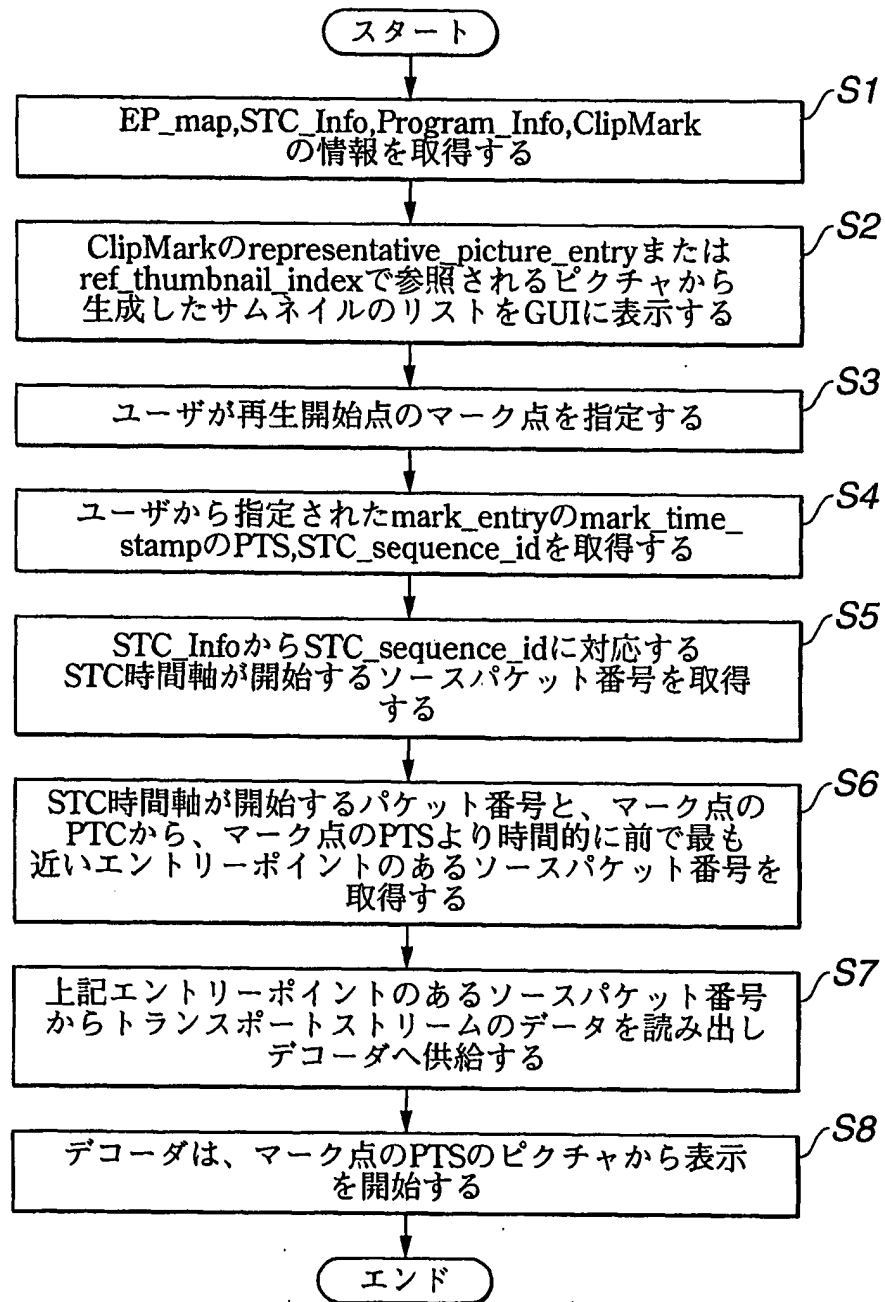 スタート
S1
EP_map,STC_Info,Program_Info,ClipMark
の情報を取得する
S2
ClipMarkのrepresentative_picture_entryまたは
ref_thumbnail_indexで参照されるピクチャから
生成したサムネイルのリストをGUIに表示する
S3
ユーザが再生開始点のマーク点を指定する
S4
ユーザから指定されたmark_entryのmark_time_
stampのPTS,STC_sequence_idを取得する
S5
STC_InfoからSTC_sequence_idに対応する
STC時間軸が開始するソースパケット番号を取得
する
S6
STC時間軸が開始するパケット番号と、マーク点の
PTCから、マーク点のPTSより時間的に前で最も
近いエントリーポイントのあるソースパケット番号を
取得する
S7
上記エントリーポイントのあるソースパケット番号
からトランスポートストリームのデータを読み出し
デコーダへ供給する
S8
デコーダは、マーク点のPTSのピクチャから表示
を開始する
エンド